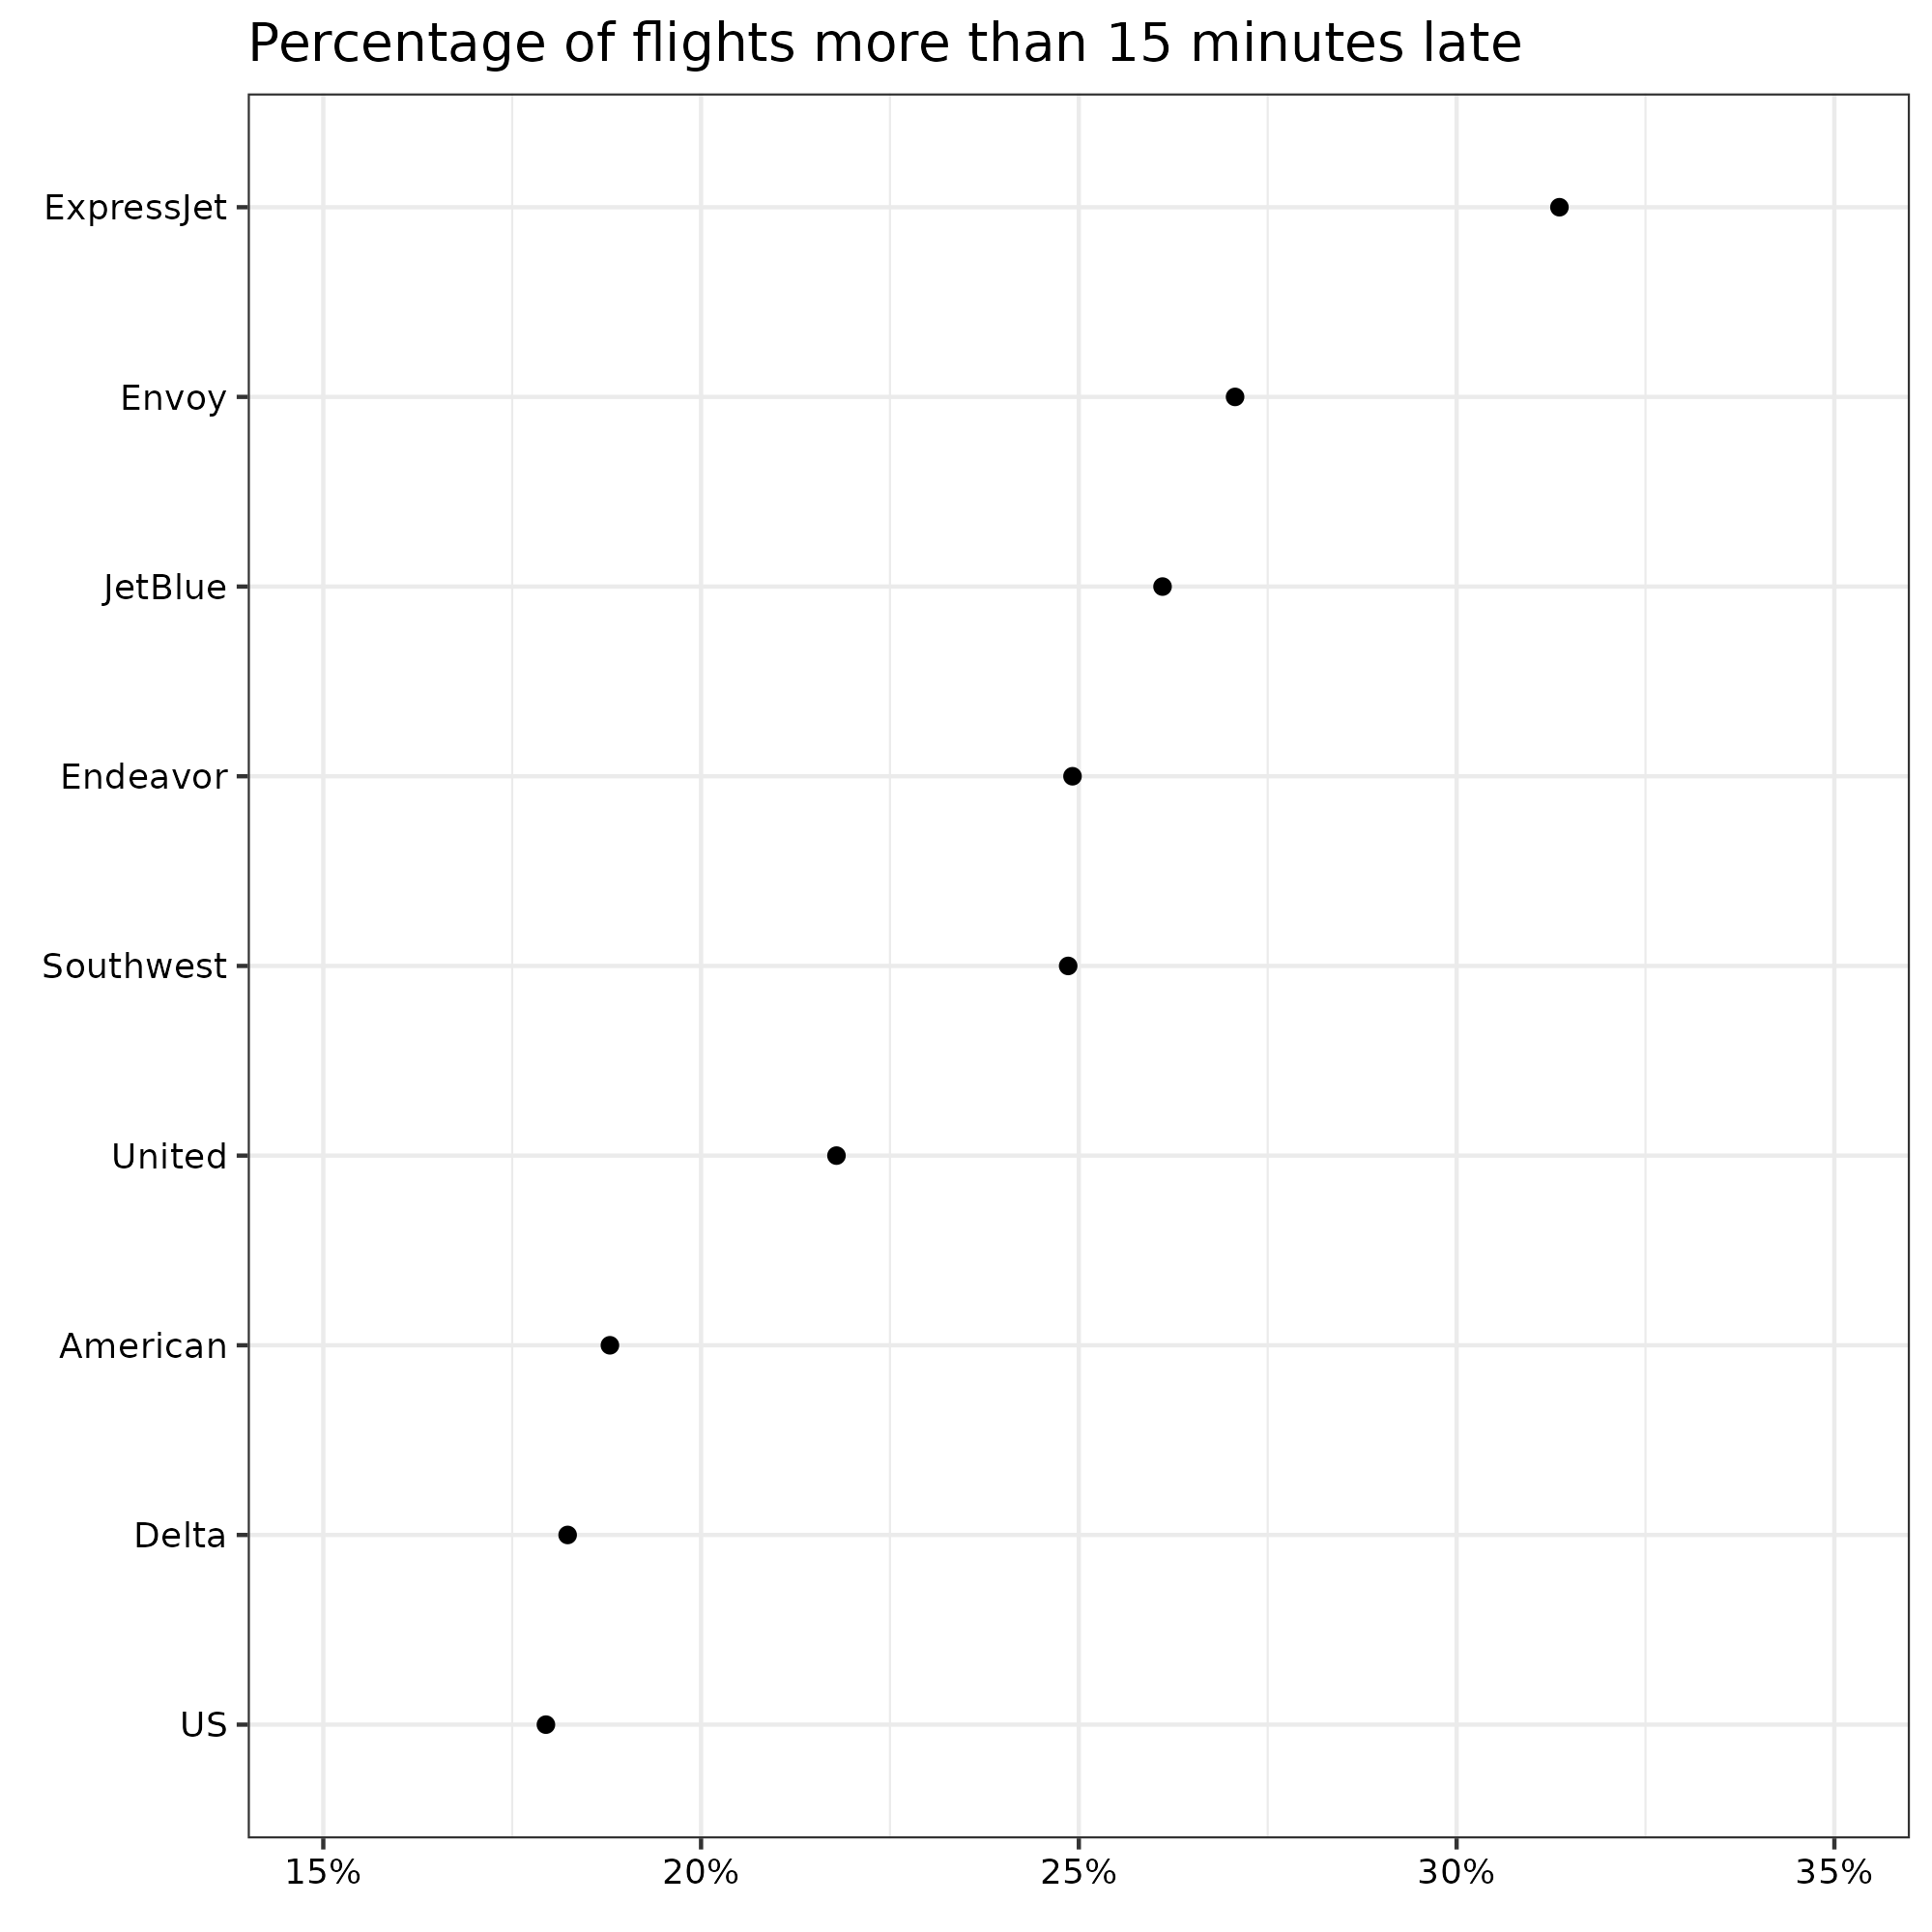 Percentage of flights more than 15 minutes late
ExpressJet
Envoy
JetBlue
Endeavor
Southwest
United
American
Delta
US
15% 20% 25% 30% 35%